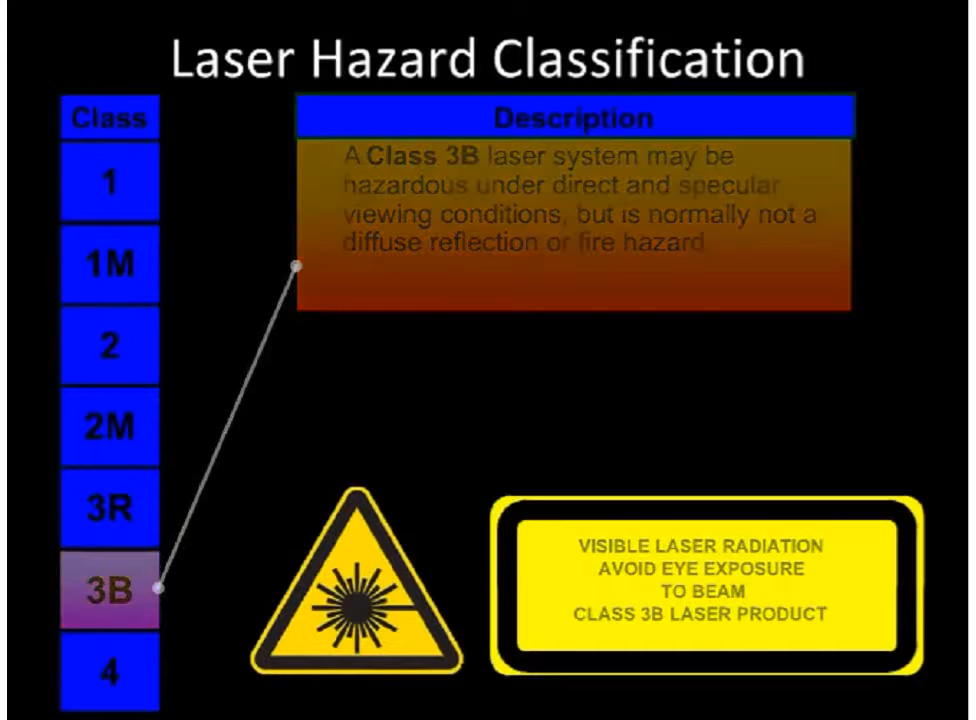 Laser Hazard Classification
Class
1
1M
2
2M
3R
3B
4
Description
A Class 3B laser system may be
hazardous under direct and specular
viewing conditions, but is normally not a
diffuse reflection or fire hazard
VISIBLE LASER RADIATION
AVOID EYE EXPOSURE
TO BEAM
CLASS 3B LASER PRODUCT